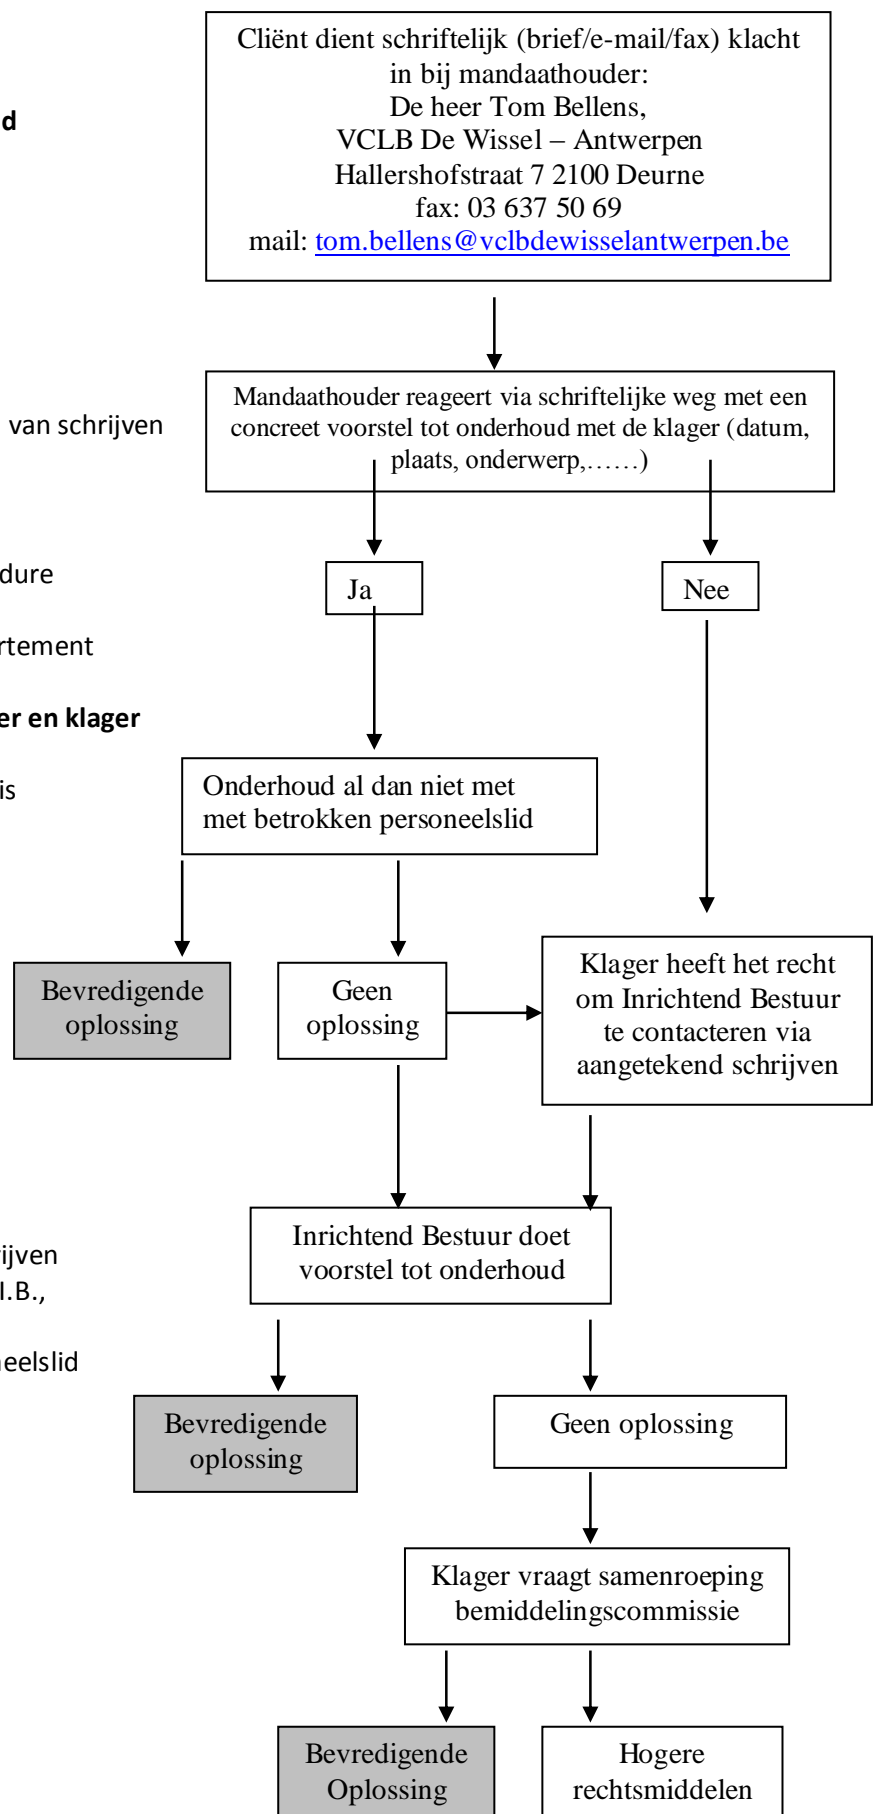 Cliënt dient schriftelijk (brief/e-mail/fax) klacht
in bij mandaathouder:
De heer Tom Bellens,
VCLB De Wissel – Antwerpen
Hallershofstraat 7 2100 Deurne
fax: 03 637 50 69
mail: tom.bellens@vclbdewisselantwerpen.be
d
van schrijven
Mandaathouder reageert via schriftelijke weg met een
concreet voorstel tot onderhoud met de klager (datum,
plaats, onderwerp,……)
dure
Ja
Nee
rtement
er en klager
is
Onderhoud al dan niet met
met betrokken personeelslid
Bevredigende
oplossing
Geen
oplossing
Klager heeft het recht
om Inrichtend Bestuur
te contacteren via
aangetekend schrijven
ijven
I.B.,
Inrichtend Bestuur doet
voorstel tot onderhoud
eelslid
Bevredigende
oplossing
Geen oplossing
Klager vraagt samenroeping
bemiddelingscommissie
Bevredigende
Oplossing
Hogere
rechtsmiddelen